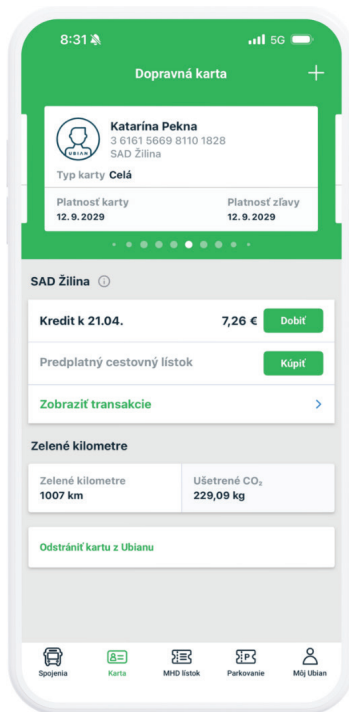 8:31
5G
Dopravná karta
UBIAN
Katarína Pekna
3 6161 5669 8110 1828
SAD Žilina
Typ karty Celá
Platnosť karty
12. 9. 2029
Platnosť zľavy
12. 9. 2029
SAD Žilina
Kredit k 21.04.
7,26 €
Dobiť
Predplatný cestovný lístok
Kúpiť
Zobraziť transakcie
Zelené kilometre
Zelené kilometre
1007 km
Ušetrené CO₂
229,09 kg
Odstrániť kartu z Ubianu
Spojenia
Karta
MHD lístok
P
Parkovanie
Môj Ubian